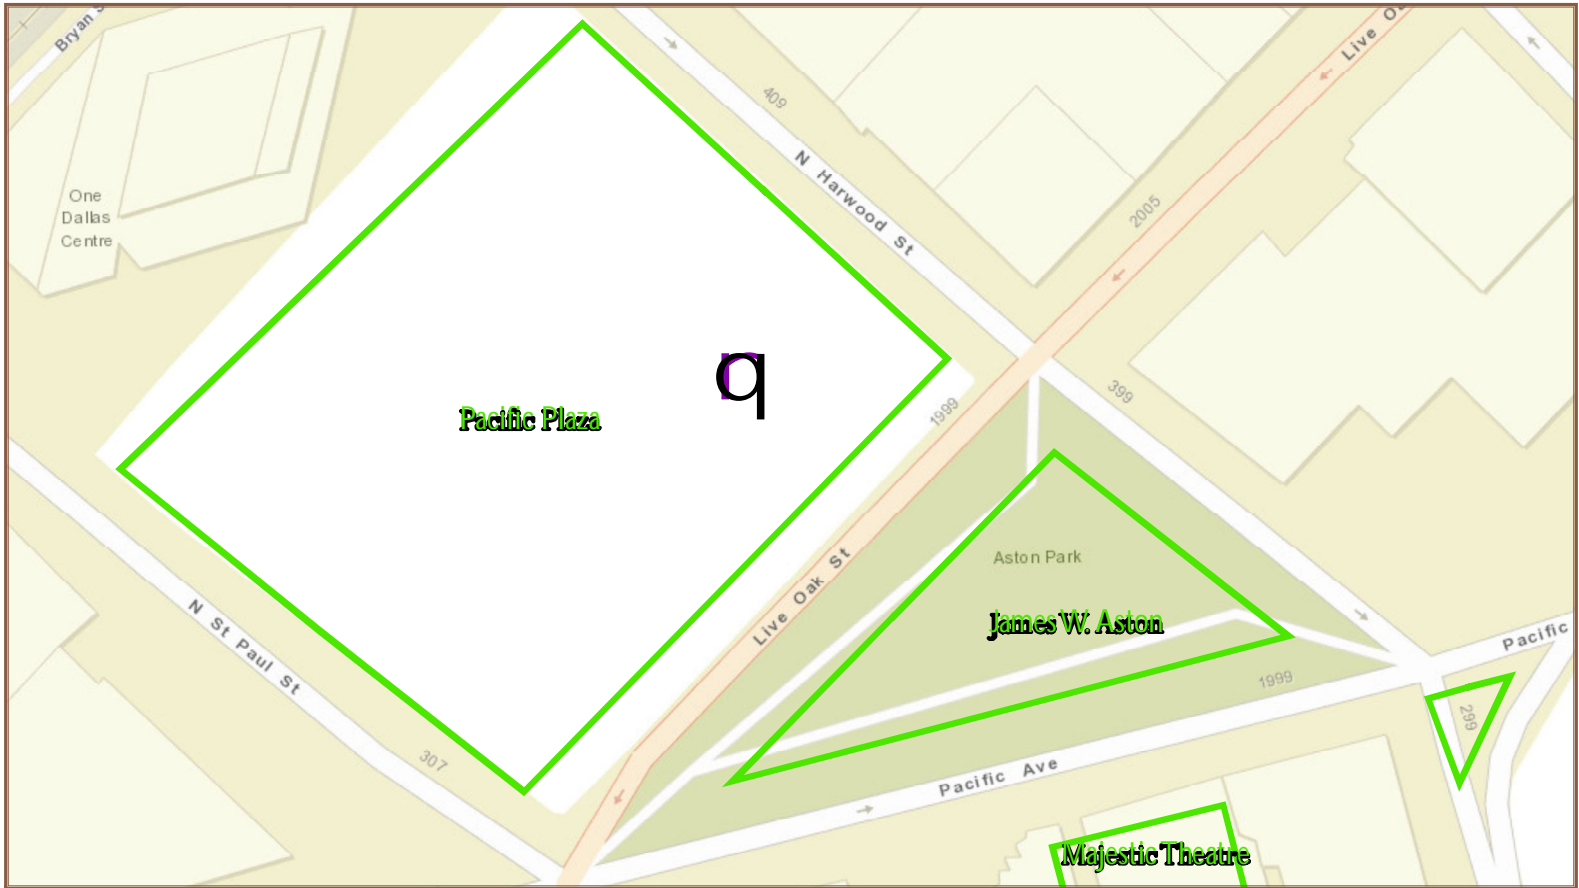 Bryan S
Live Oa
409
N Harwood St
One
Dallas
Centre
2005
q
399
1999
Pacific Plaza
Aston Park
Live Oak St
James W. Aston
N St Paul St
Pacific
1999
299
307
Pacific Ave
Majestic Theatre